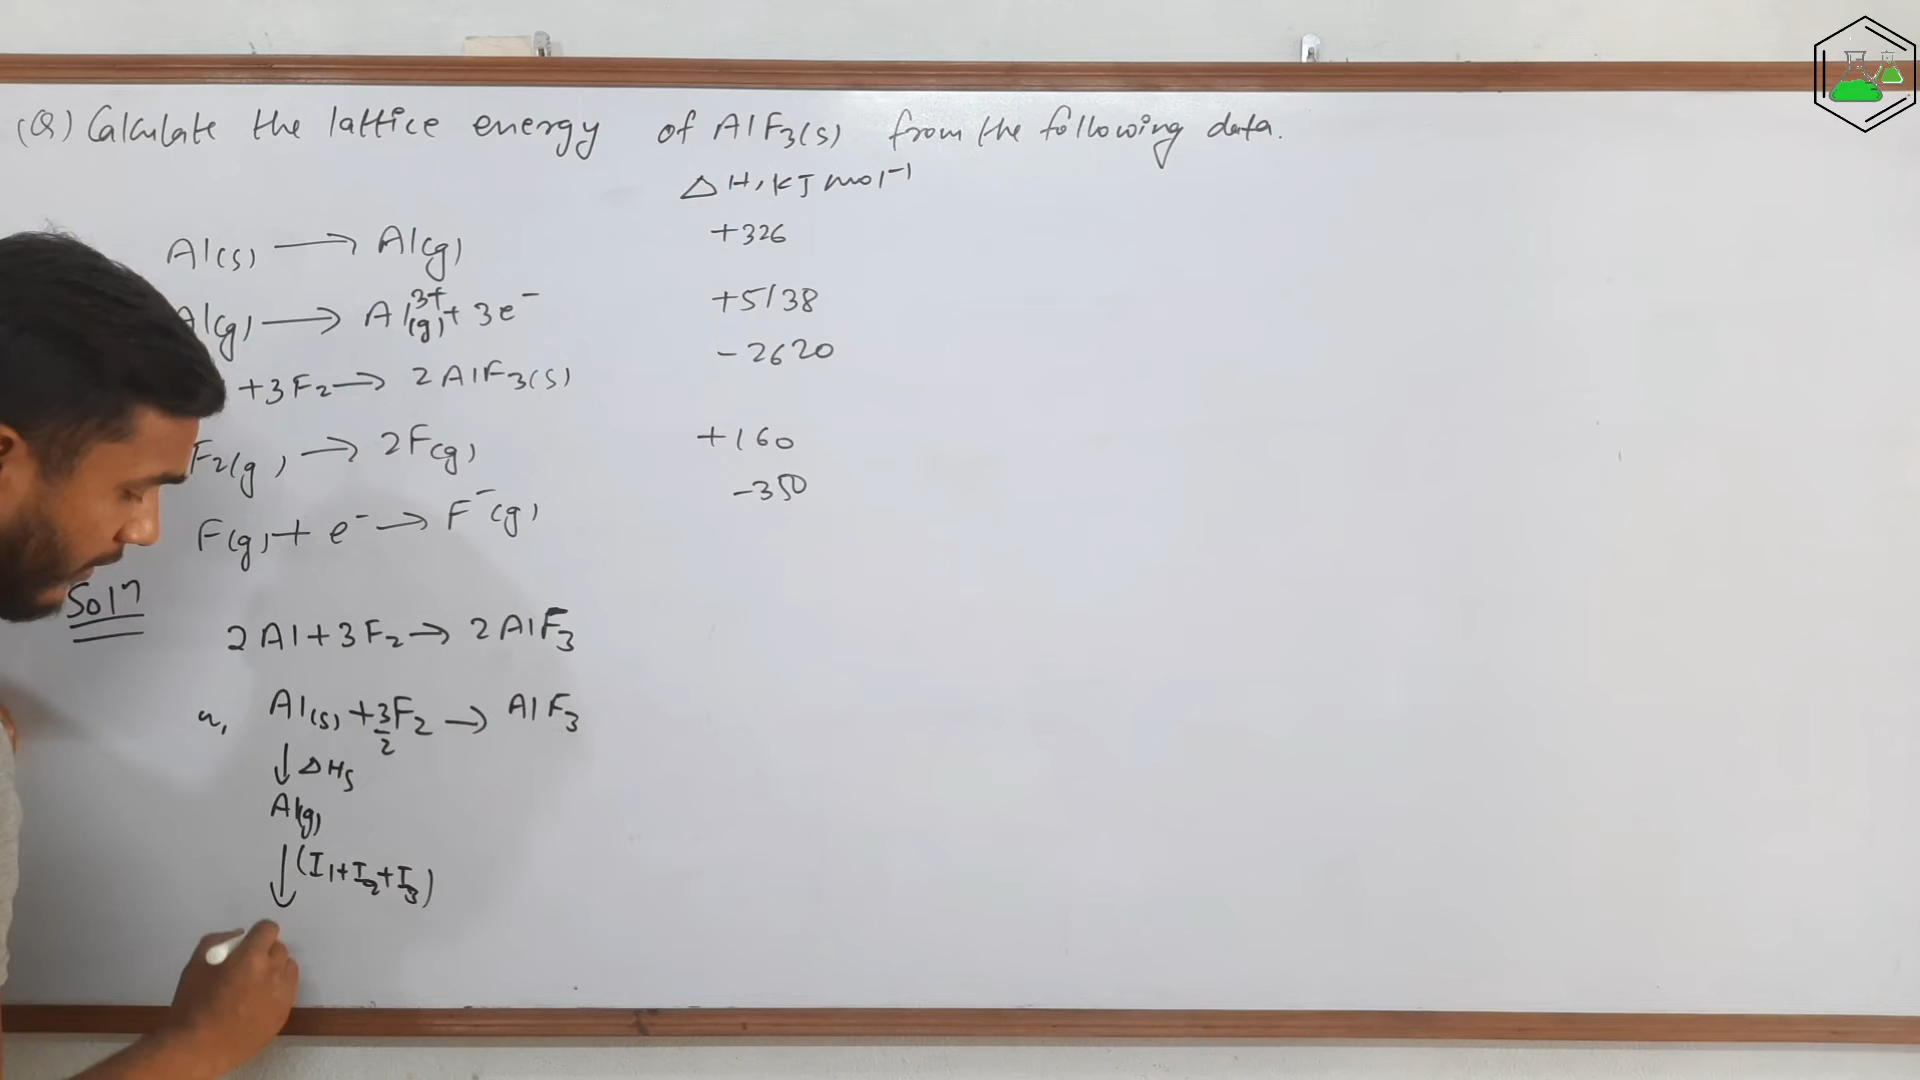 (Q) Calculate the lattice energy of AlF₃(s) from the following data.
ΔH, kJ mol⁻¹
Al(s) → Al(g) +326
Al(g) → Al³⁺(g) + 3e⁻ +5138
+3F₂ → 2AlF₃(s) -2620
F₂(g) → 2F(g) +160
F(g) + e⁻ → F⁻(g) -350
Solⁿ
2Al + 3F₂ → 2AlF₃
Al(s) + 3/2 F₂ → AlF₃
↓ ΔHs
Al(g)
↓ (I₁+I₂+I₃)